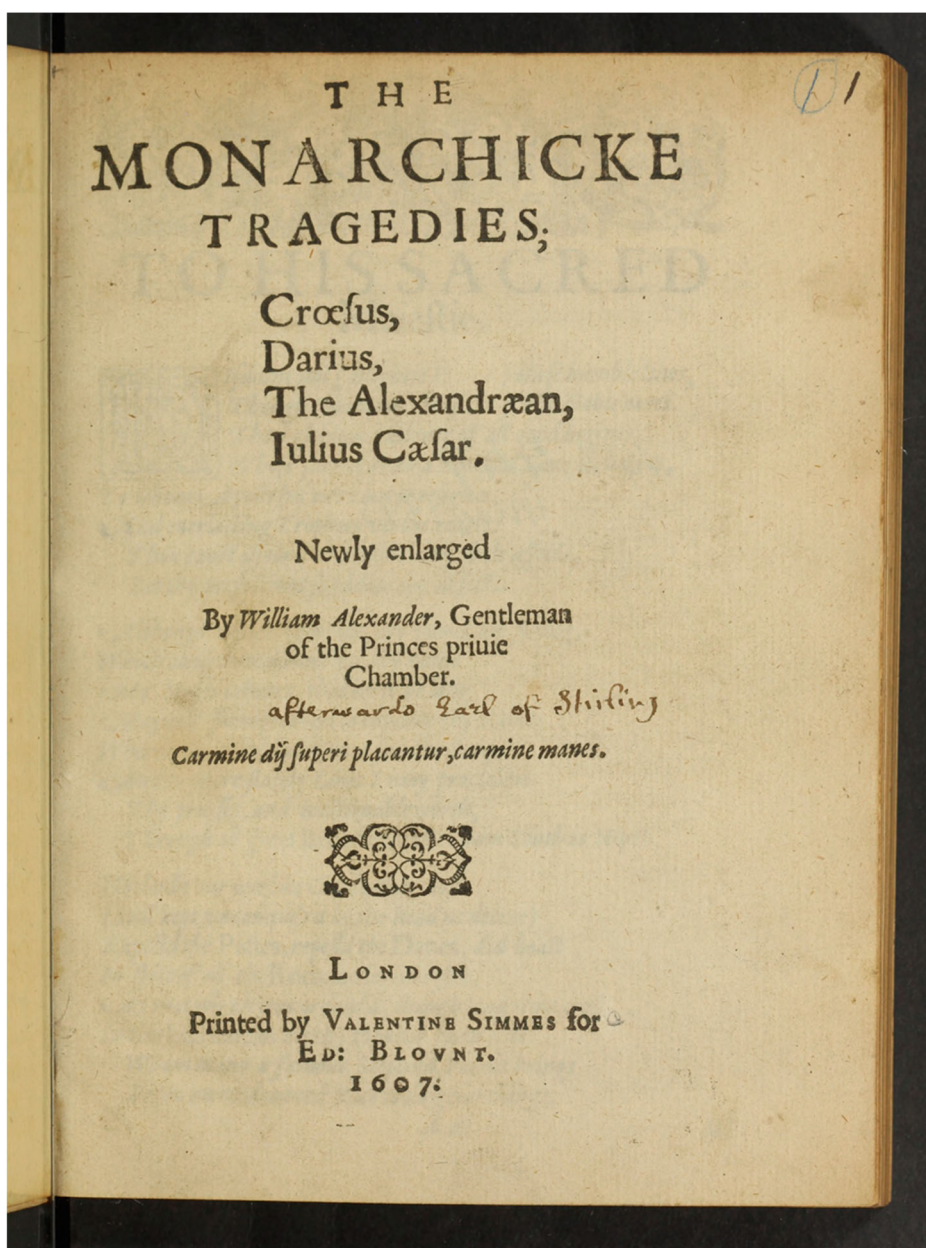 1 1
THE
MONARCHICKE
TRAGEDIES;
Crœſus,
Darius,
The Alexandræan,
Iulius Cæſar.
Newly enlarged
By William Alexander, Gentleman
of the Princes priuie
Chamber.
afterwards Earl of Stirling
Carmine dij ſuperi placantur, carmine manes.
LONDON
Printed by VALENTINE SIMMES for
ED: BLOVNT.
1607.